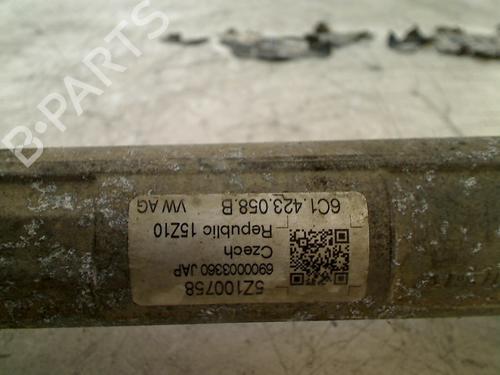 5Z100758
6900003360 JAP
Czech
Republic 15Z10
6C1.423.058.B VW AG
B-PARTS